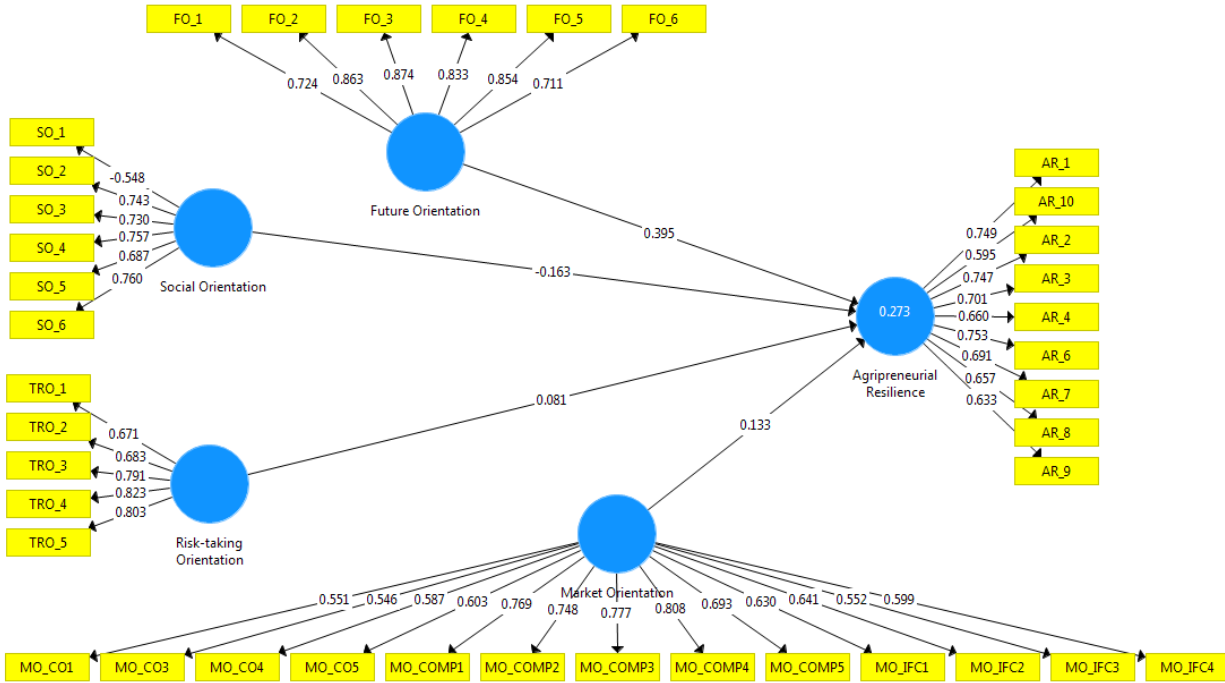 FO_1 FO_2 FO_3 FO_4 FO_5 FO_6
0.724 0.863 0.874 0.833 0.854 0.711
Future Orientation
SO_1
SO_2
SO_3
SO_4
SO_5
SO_6
-0.548
0.743
0.730
0.757
0.687
0.760
Social Orientation
0.395
-0.163
0.081
0.133
TRO_1
TRO_2
TRO_3
TRO_4
TRO_5
0.671
0.683
0.791
0.823
0.803
Risk-taking
Orientation
0.273
Agripreneurial
Resilience
0.749
0.595
0.747
0.701
0.660
0.753
0.691
0.657
0.633
AR_1
AR_10
AR_2
AR_3
AR_4
AR_6
AR_7
AR_8
AR_9
Market Orientation
0.551 0.546 0.587 0.603 0.769 0.748 0.777 0.808 0.693 0.630 0.641 0.552 0.599
MO_CO1 MO_CO3 MO_CO4 MO_CO5 MO_COMP1 MO_COMP2 MO_COMP3 MO_COMP4 MO_COMP5 MO_IFC1 MO_IFC2 MO_IFC3 MO_IFC4